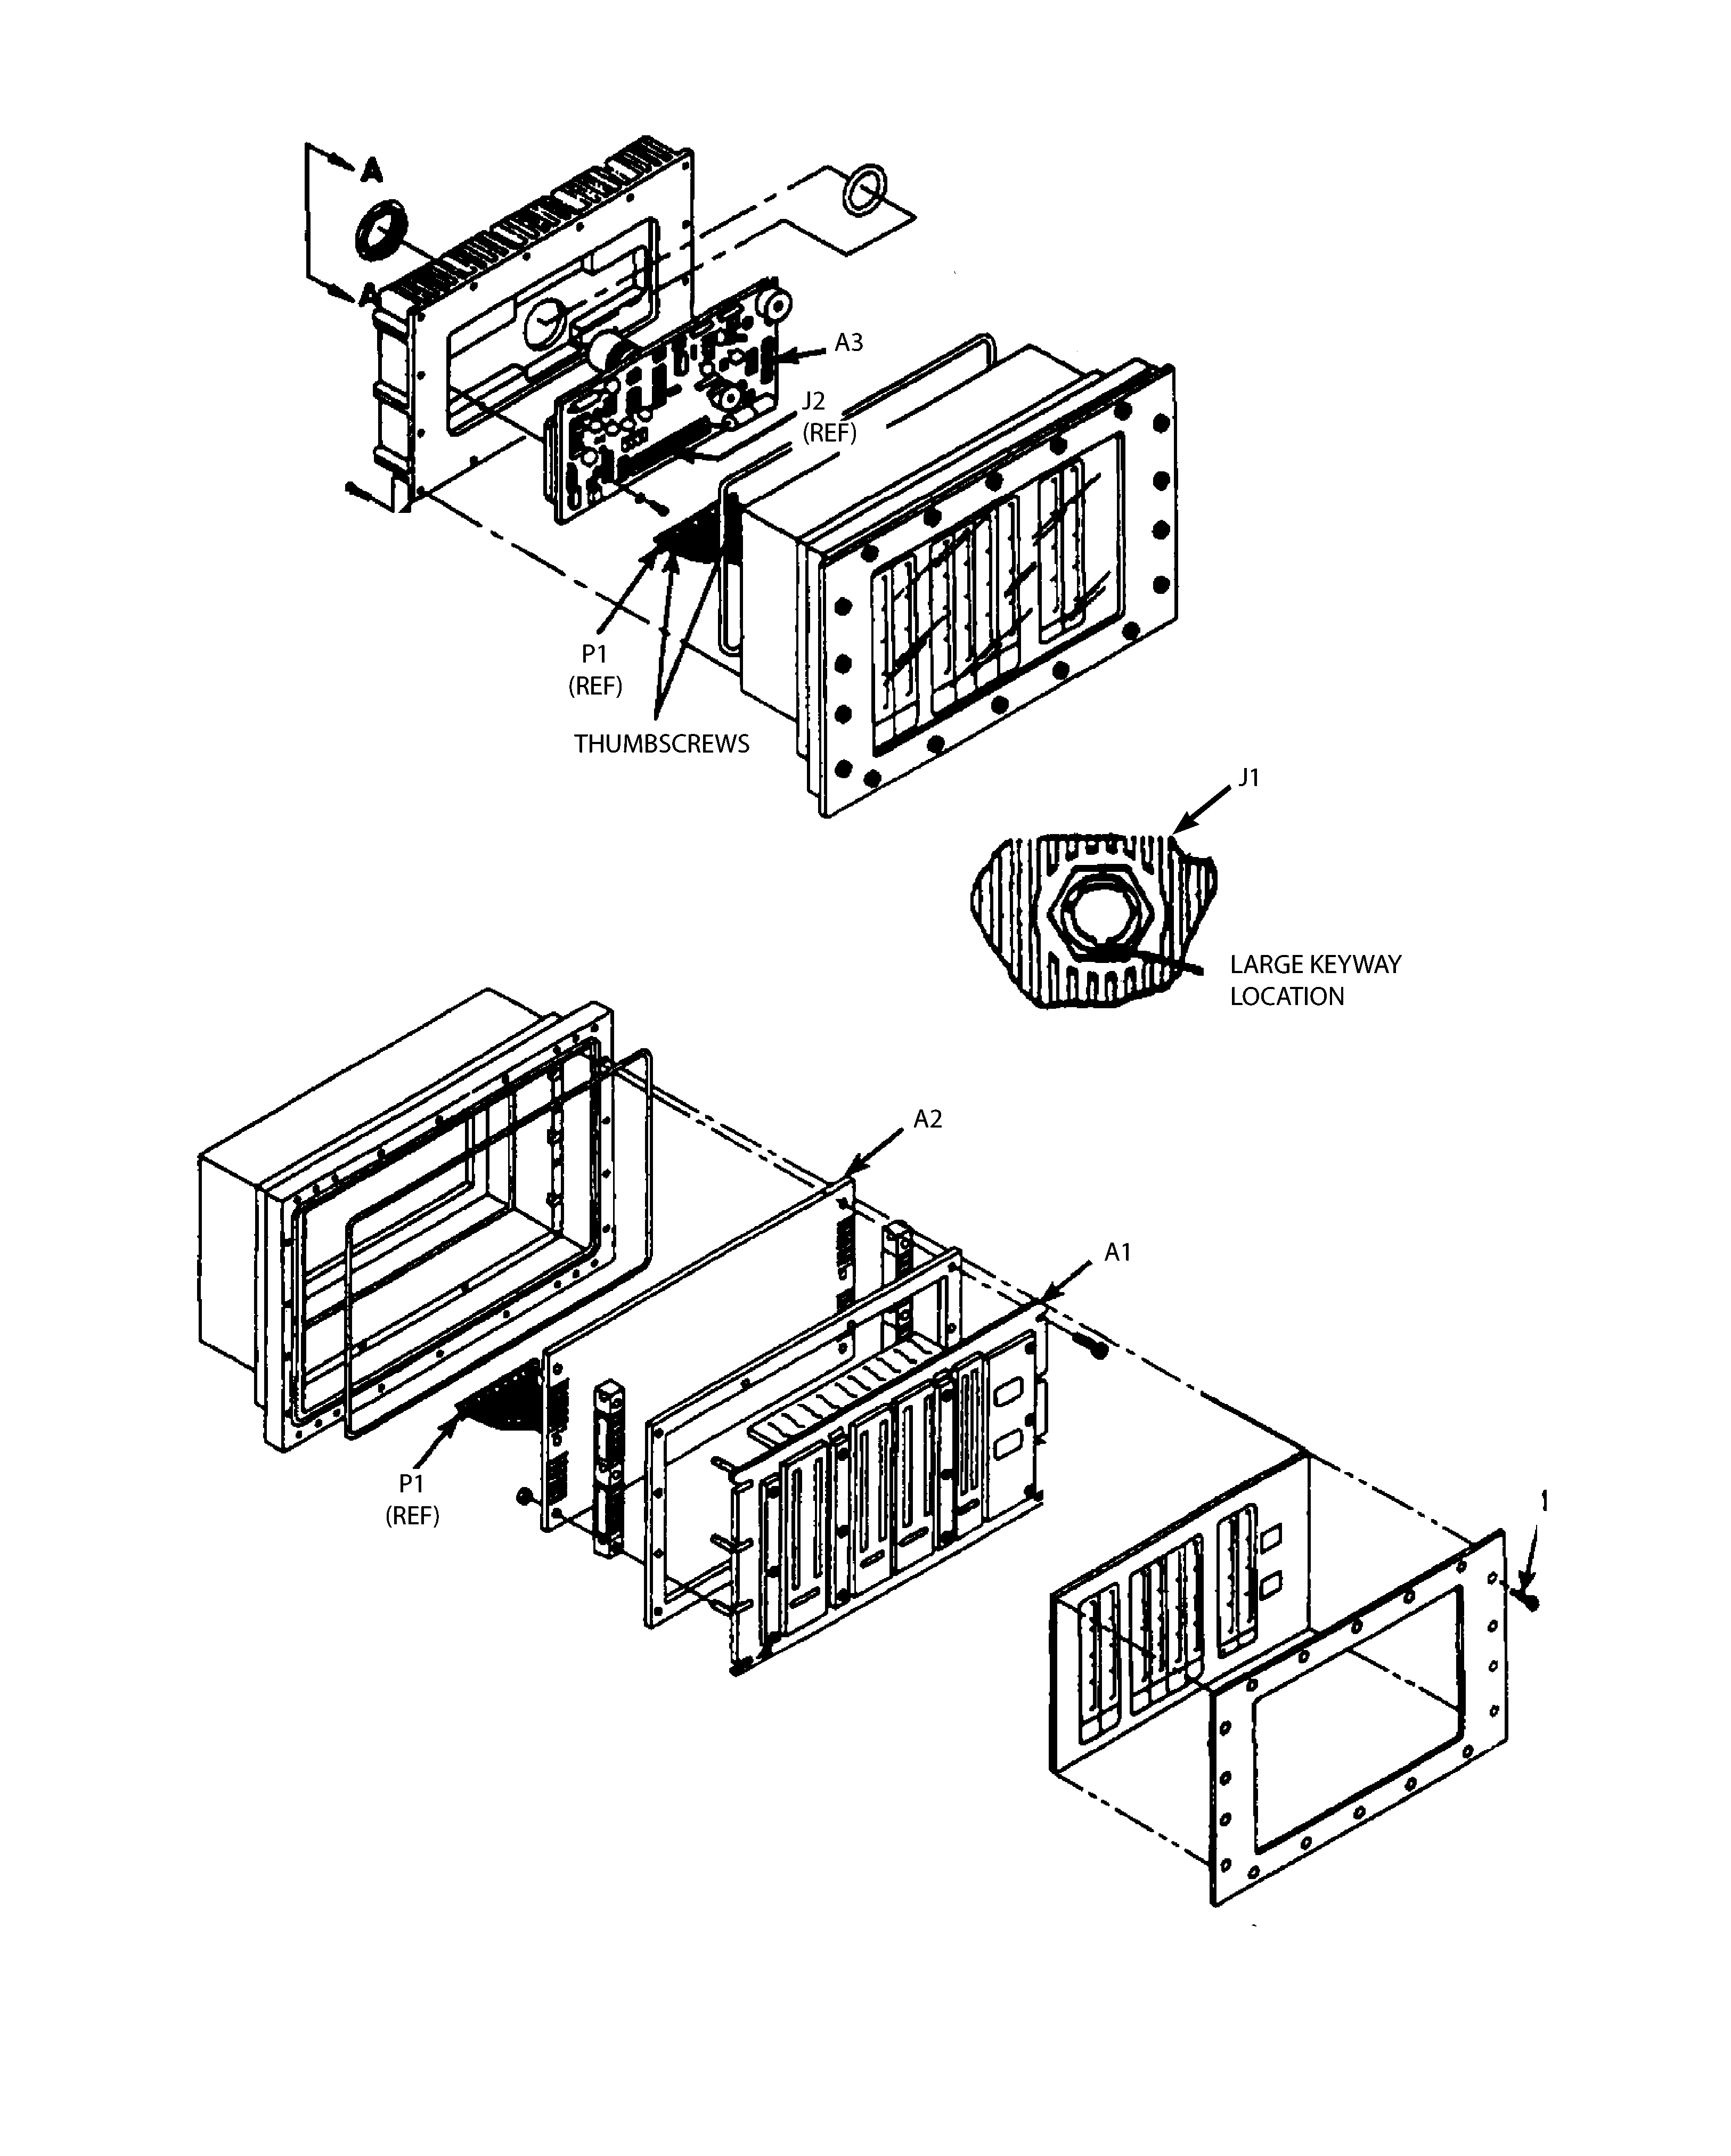 A
A
A3
J2
(REF)
P1
(REF)
THUMBSCREWS
J1
LARGE KEYWAY
LOCATION
A2
A1
P1
(REF)
1